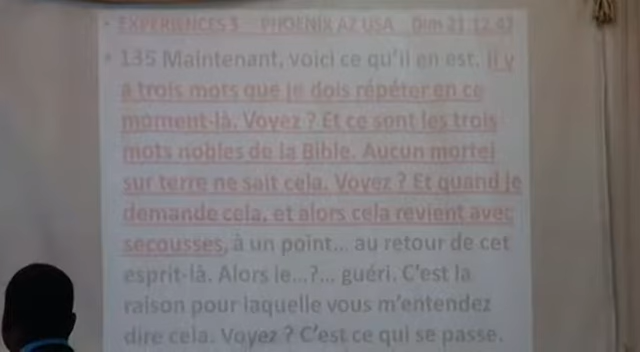 • EXPERIENCES 3 PHOENIX AZ USA Dim 21.12.47
• 135 Maintenant, voici ce qu'il en est. Il y
a trois mots que je dois répéter en ce
moment-là. Voyez ? Et ce sont les trois
mots nobles de la Bible. Aucun mortel
sur terre ne sait cela. Voyez ? Et quand je
demande cela, et alors cela revient avec
secousses, à un point... au retour de cet
esprit-là. Alors le...?... guéri. C'est la
raison pour laquelle vous m'entendez
dire cela. Voyez ? C'est ce qui se passe.